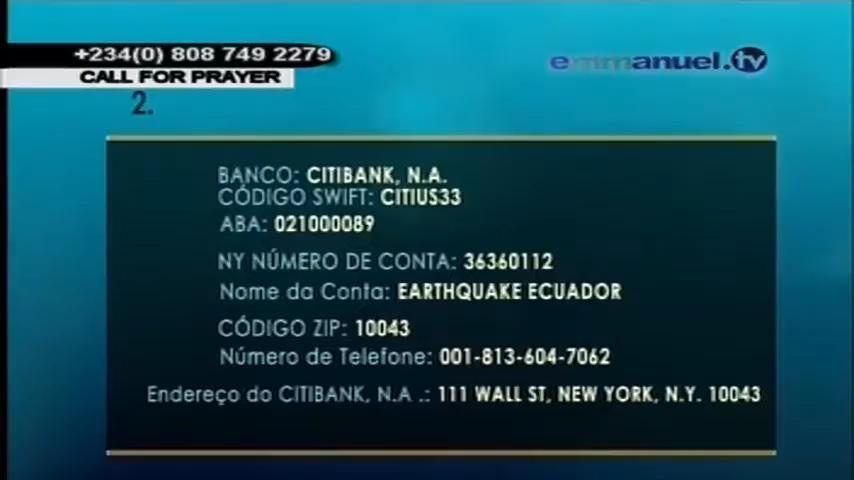 +234(0) 808 749 2279
CALL FOR PRAYER
emmanuel.tv
2.
BANCO: CITIBANK, N.A.
CÓDIGO SWIFT: CITIUS33
ABA: 021000089
NY NÚMERO DE CONTA: 36360112
Nome da Conta: EARTHQUAKE ECUADOR
CÓDIGO ZIP: 10043
Número de Telefone: 001-813-604-7062
Endereço do CITIBANK, N.A .: 111 WALL ST, NEW YORK, N.Y. 10043